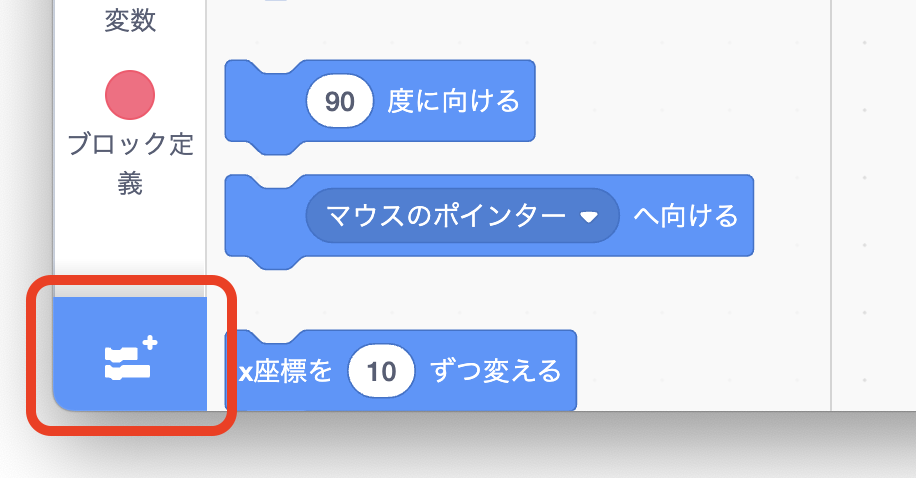 変数
ブロック定
義
90 度に向ける
マウスのポインター へ向ける
x座標を 10 ずつ変える